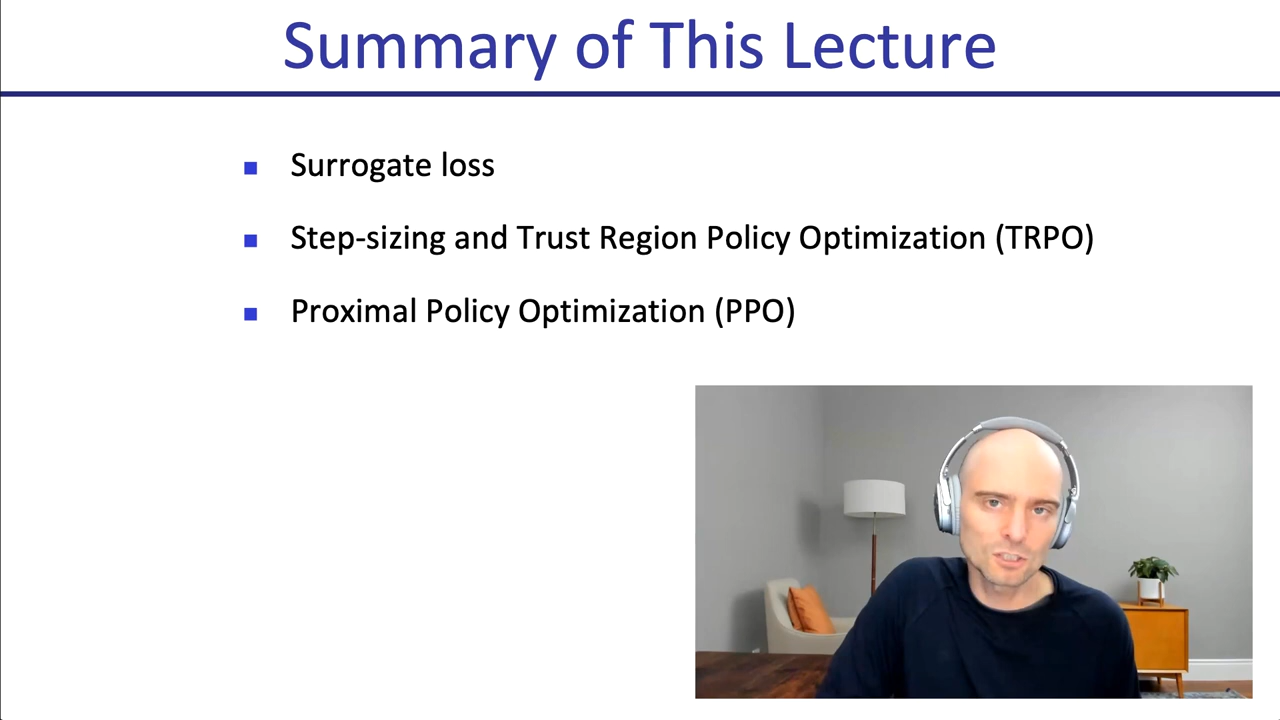 Summary of This Lecture
Surrogate loss
Step-sizing and Trust Region Policy Optimization (TRPO)
Proximal Policy Optimization (PPO)